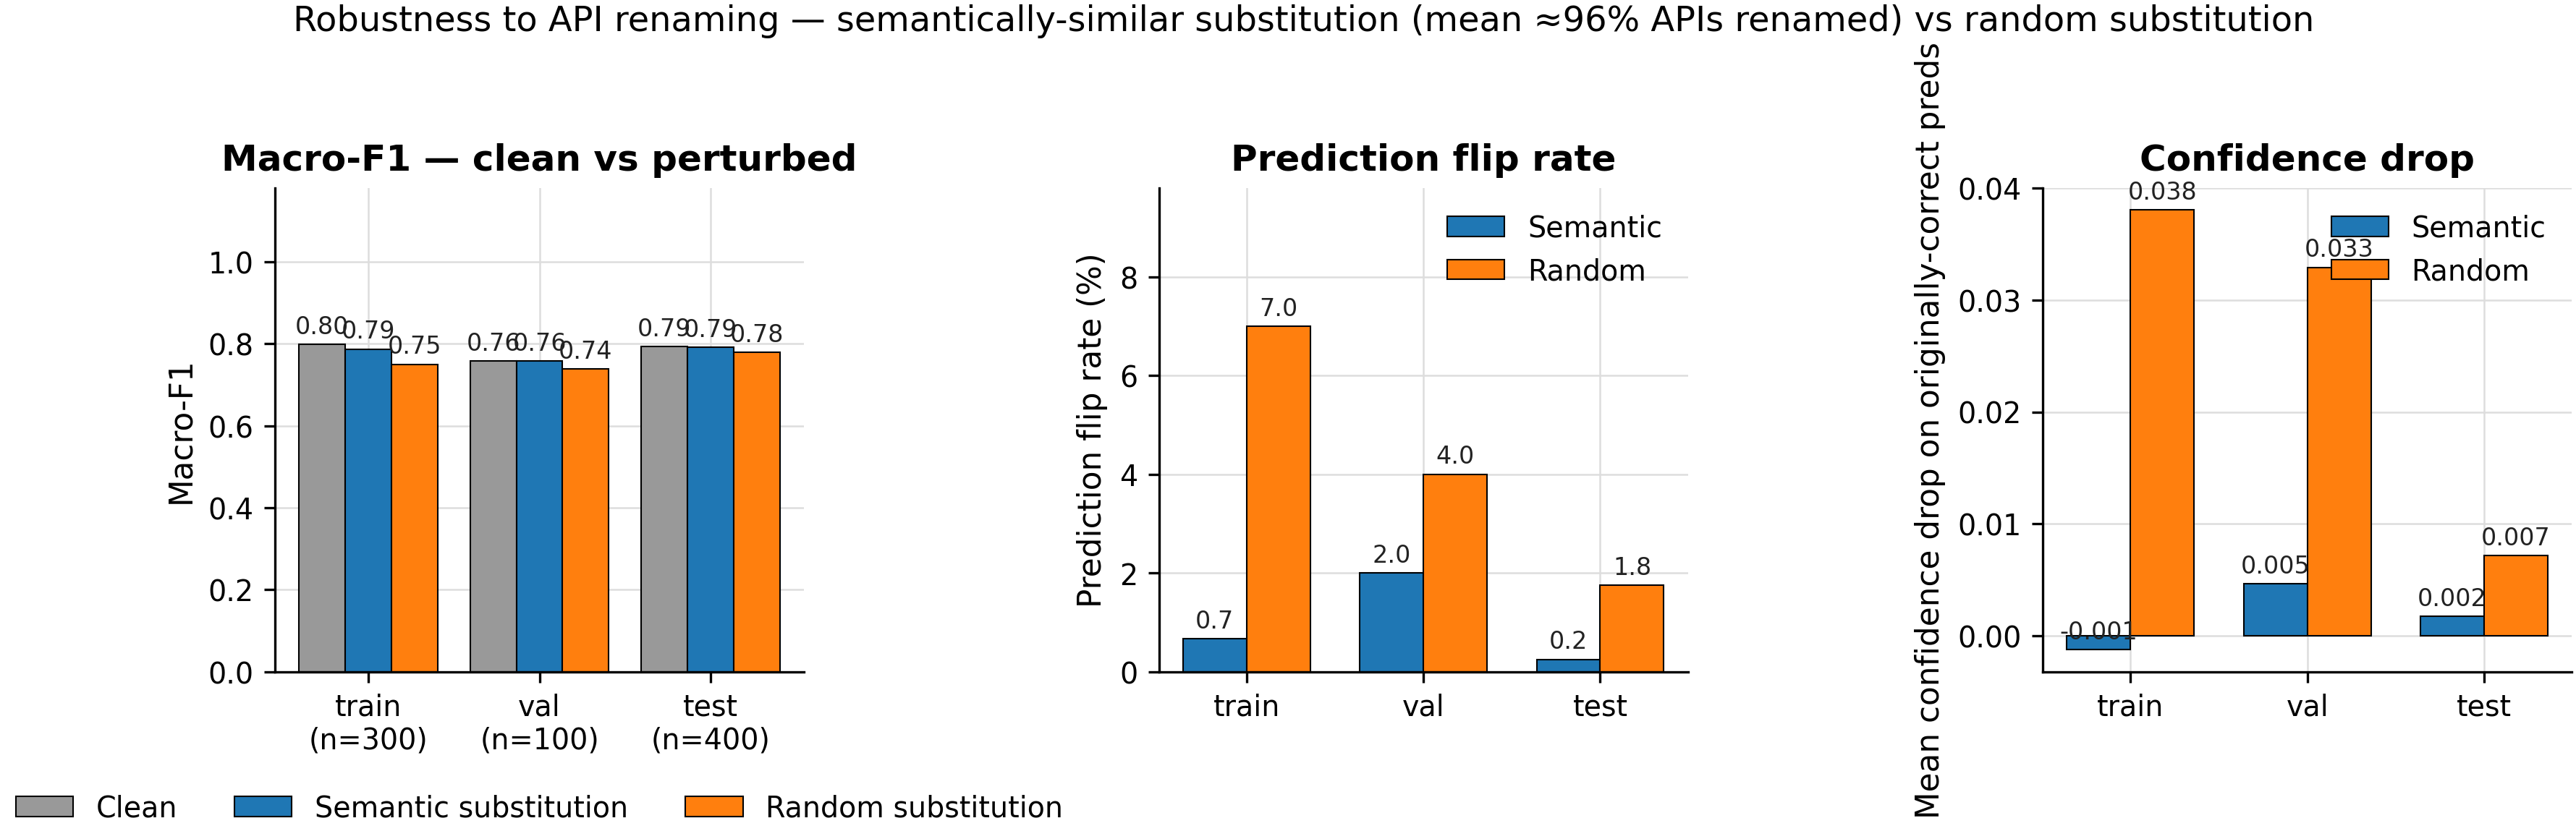 Robustness to API renaming — semantically-similar substitution (mean ≈96% APIs renamed) vs random substitution
Macro-F1 — clean vs perturbed
Macro-F1
1.0
0.8
0.6
0.4
0.2
0.0
0.80
0.79
0.75
0.76
0.76
0.74
0.79
0.79
0.78
train
(n=300)
val
(n=100)
test
(n=400)
Clean
Semantic substitution
Random substitution
Prediction flip rate
Prediction flip rate (%)
8
6
4
2
0
Semantic
Random
0.7
7.0
2.0
4.0
0.2
1.8
train
val
test
Confidence drop
Mean confidence drop on originally-correct preds
0.04
0.03
0.02
0.01
0.00
Semantic
Random
-0.001
0.038
0.005
0.033
0.002
0.007
train
val
test